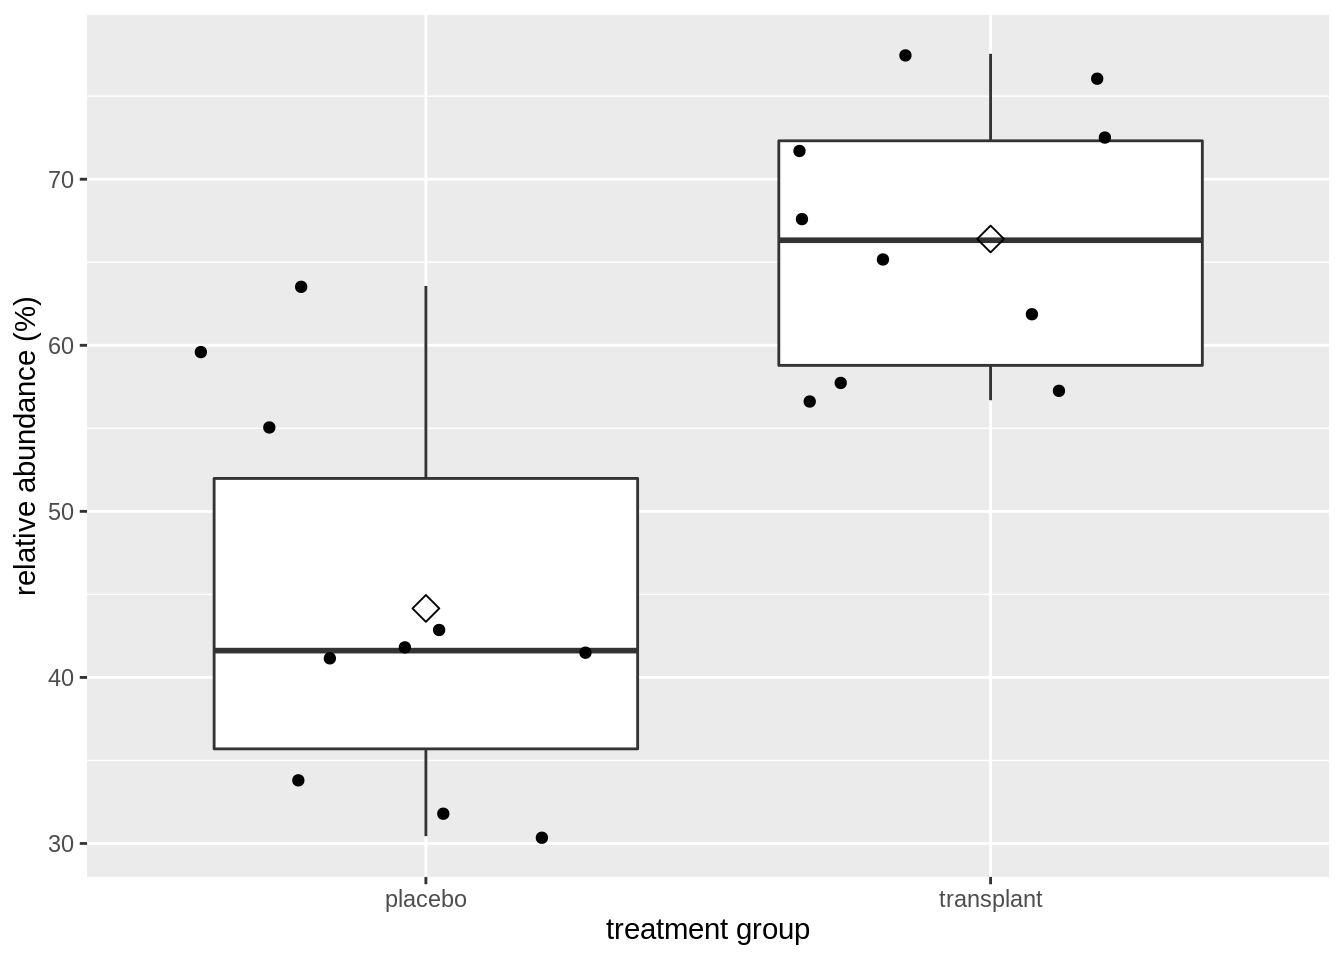 relative abundance (%)
70
60
50
40
30
placebo
transplant
treatment group